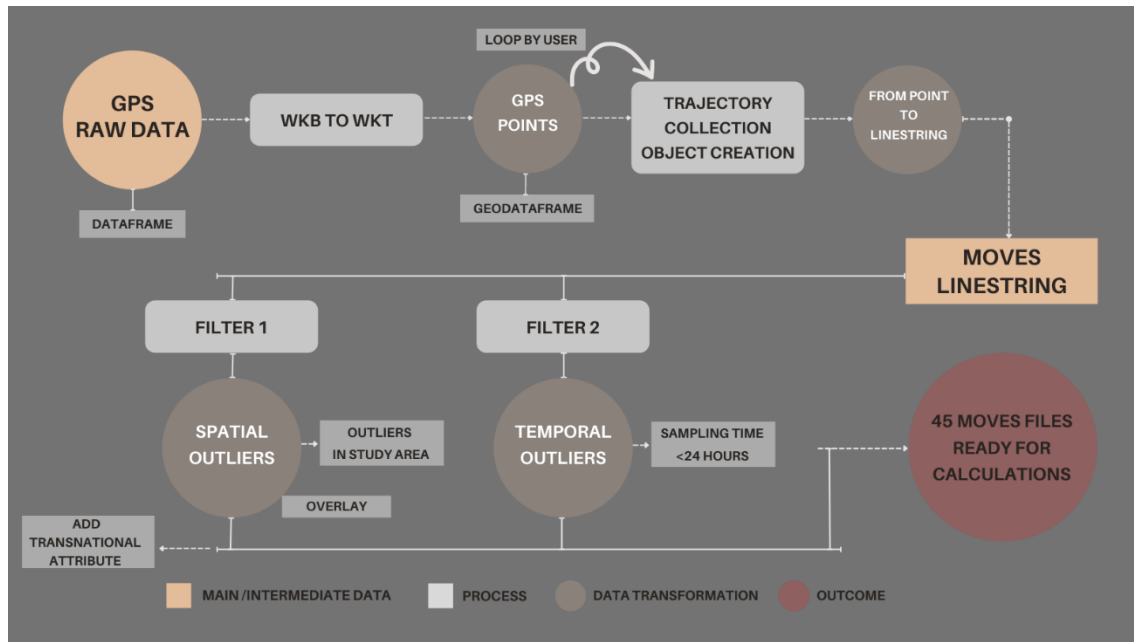 LOOP BY USER
GPS
RAW DATA
WKB TO WKT
GPS
POINTS
TRAJECTORY
COLLECTION
OBJECT CREATION
FROM POINT
TO
LINESTRING
DATAFRAME
GEODATAFRAME
MOVES
LINESTRING
FILTER 1
FILTER 2
SPATIAL
OUTLIERS
OUTLIERS
IN STUDY AREA
OVERLAY
TEMPORAL
OUTLIERS
SAMPLING TIME
<24 HOURS
45 MOVES FILES
READY FOR
CALCULATIONS
ADD
TRANSNATIONAL
ATTRIBUTE
MAIN /INTERMEDIATE DATA
PROCESS
DATA TRANSFORMATION
OUTCOME